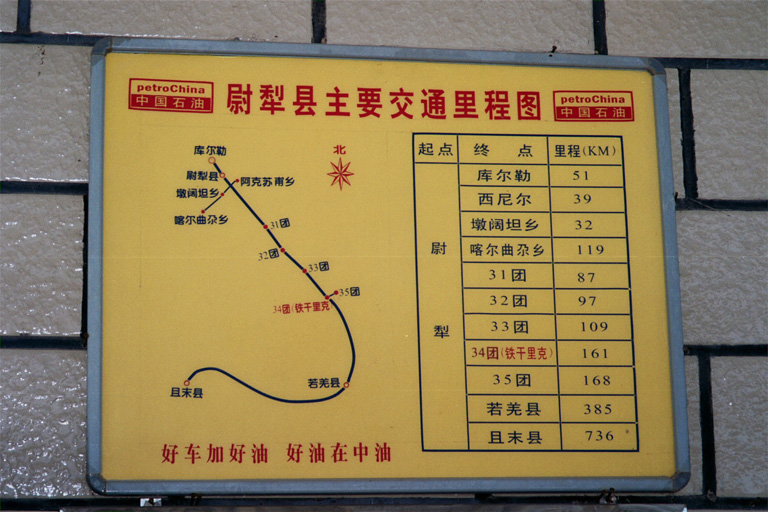 petroChina
中国石油
尉犁县主要交通里程图
petroChina
中国石油
北
库尔勒
尉犁县
阿克苏甫乡
墩阔坦乡
喀尔曲尕乡
31团
32团
33团
35团
34团(铁干里克
若羌县
且末县
好车加好油 好油在中油
起点 终点 里程(KM)
尉犁
库尔勒 51
西尼尔 39
墩阔坦乡 32
喀尔曲尕乡 119
31团 87
32团 97
33团 109
34团(铁干里克) 161
35团 168
若羌县 385
且末县 736